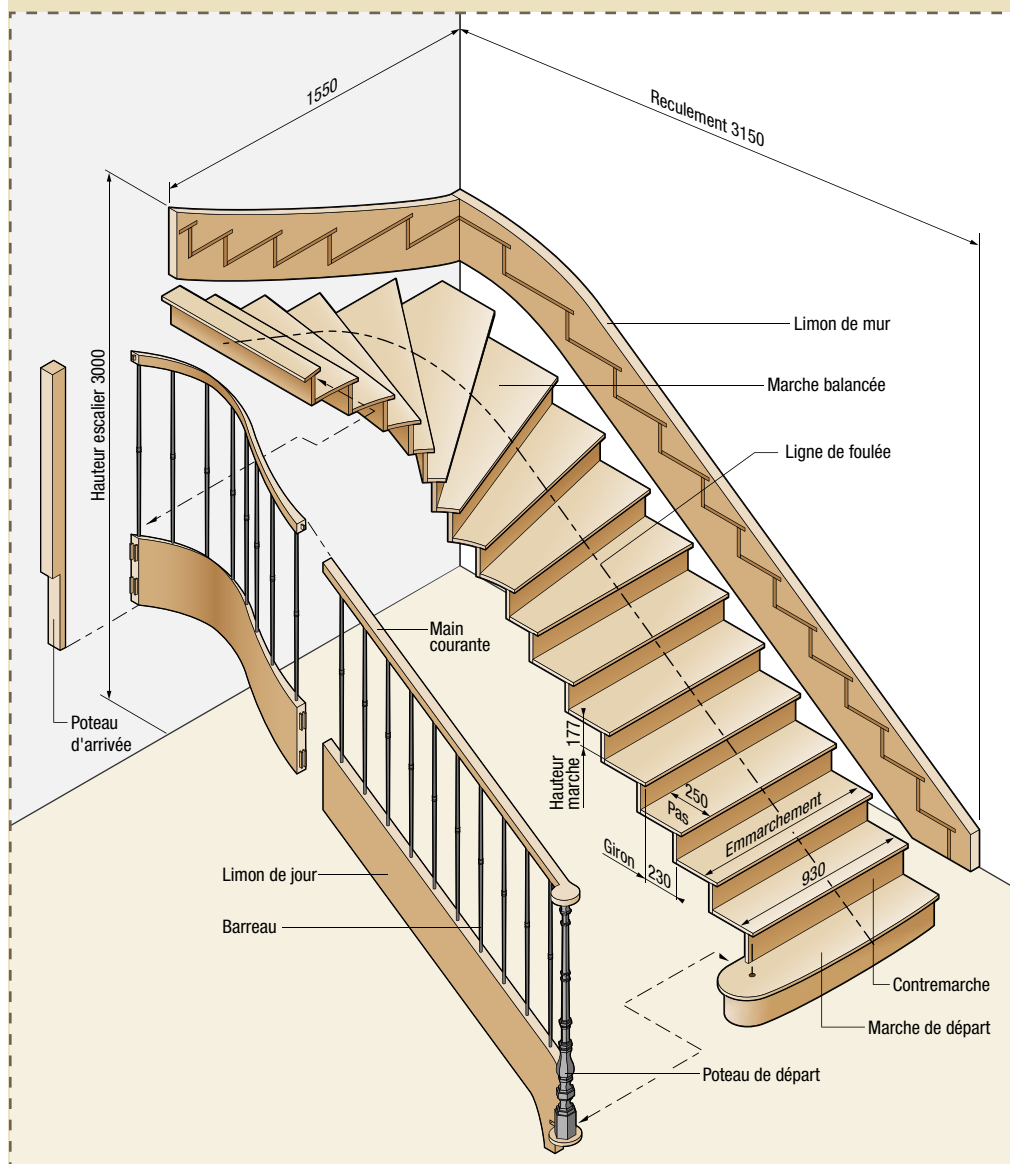 1550
Reculement 3150
Hauteur escalier 3000
Limon de mur
Marche balancée
Ligne de foulée
Main
courante
Poteau
d'arrivée
Hauteur
marche 177
250
Pas
Emmarchement
Giron 230
930
Limon de jour
Barreau
Contremarche
Marche de départ
Poteau de départ